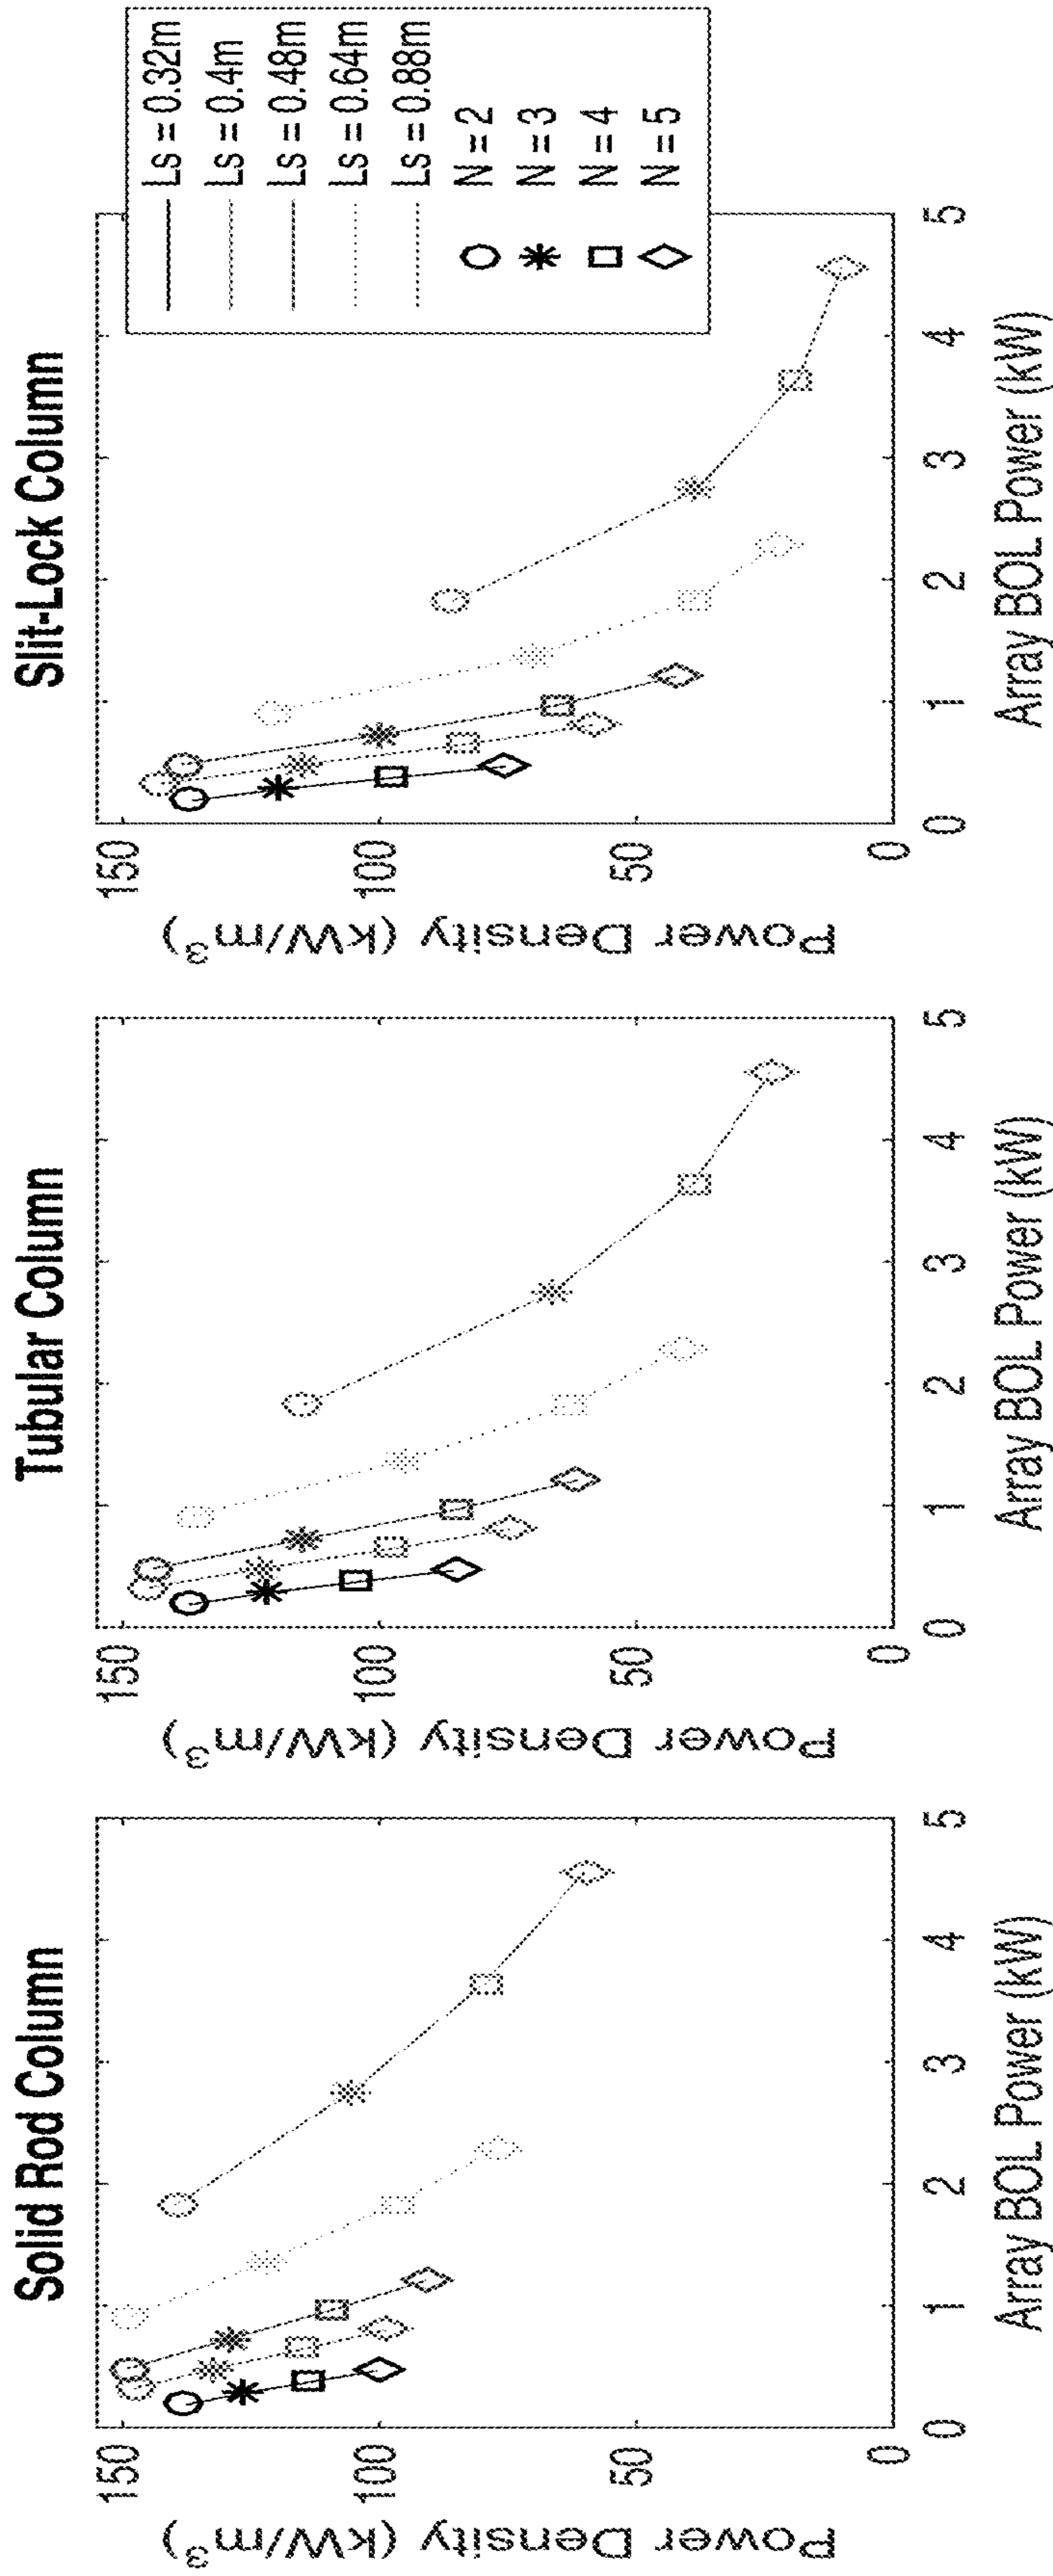 Solid Rod Column
Power Density (kW/m³)
150
100
50
0
0 1 2 3 4 5
Array BOL Power (kW)
Tubular Column
Power Density (kW/m³)
150
100
50
0
0 1 2 3 4 5
Array BOL Power (kW)
Slit-Lock Column
Power Density (kW/m³)
150
100
50
0
0 1 2 3 4 5
Array BOL Power (kW)
Ls = 0.32m
Ls = 0.4m
Ls = 0.48m
Ls = 0.64m
Ls = 0.88m
N = 2
N = 3
N = 4
N = 5